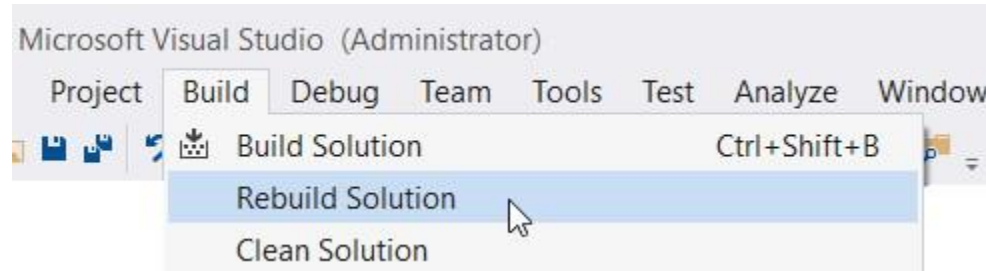 Microsoft Visual Studio (Administrator)
Project Build Debug Team Tools Test Analyze Window
Build Solution Ctrl+Shift+B
Rebuild Solution
Clean Solution